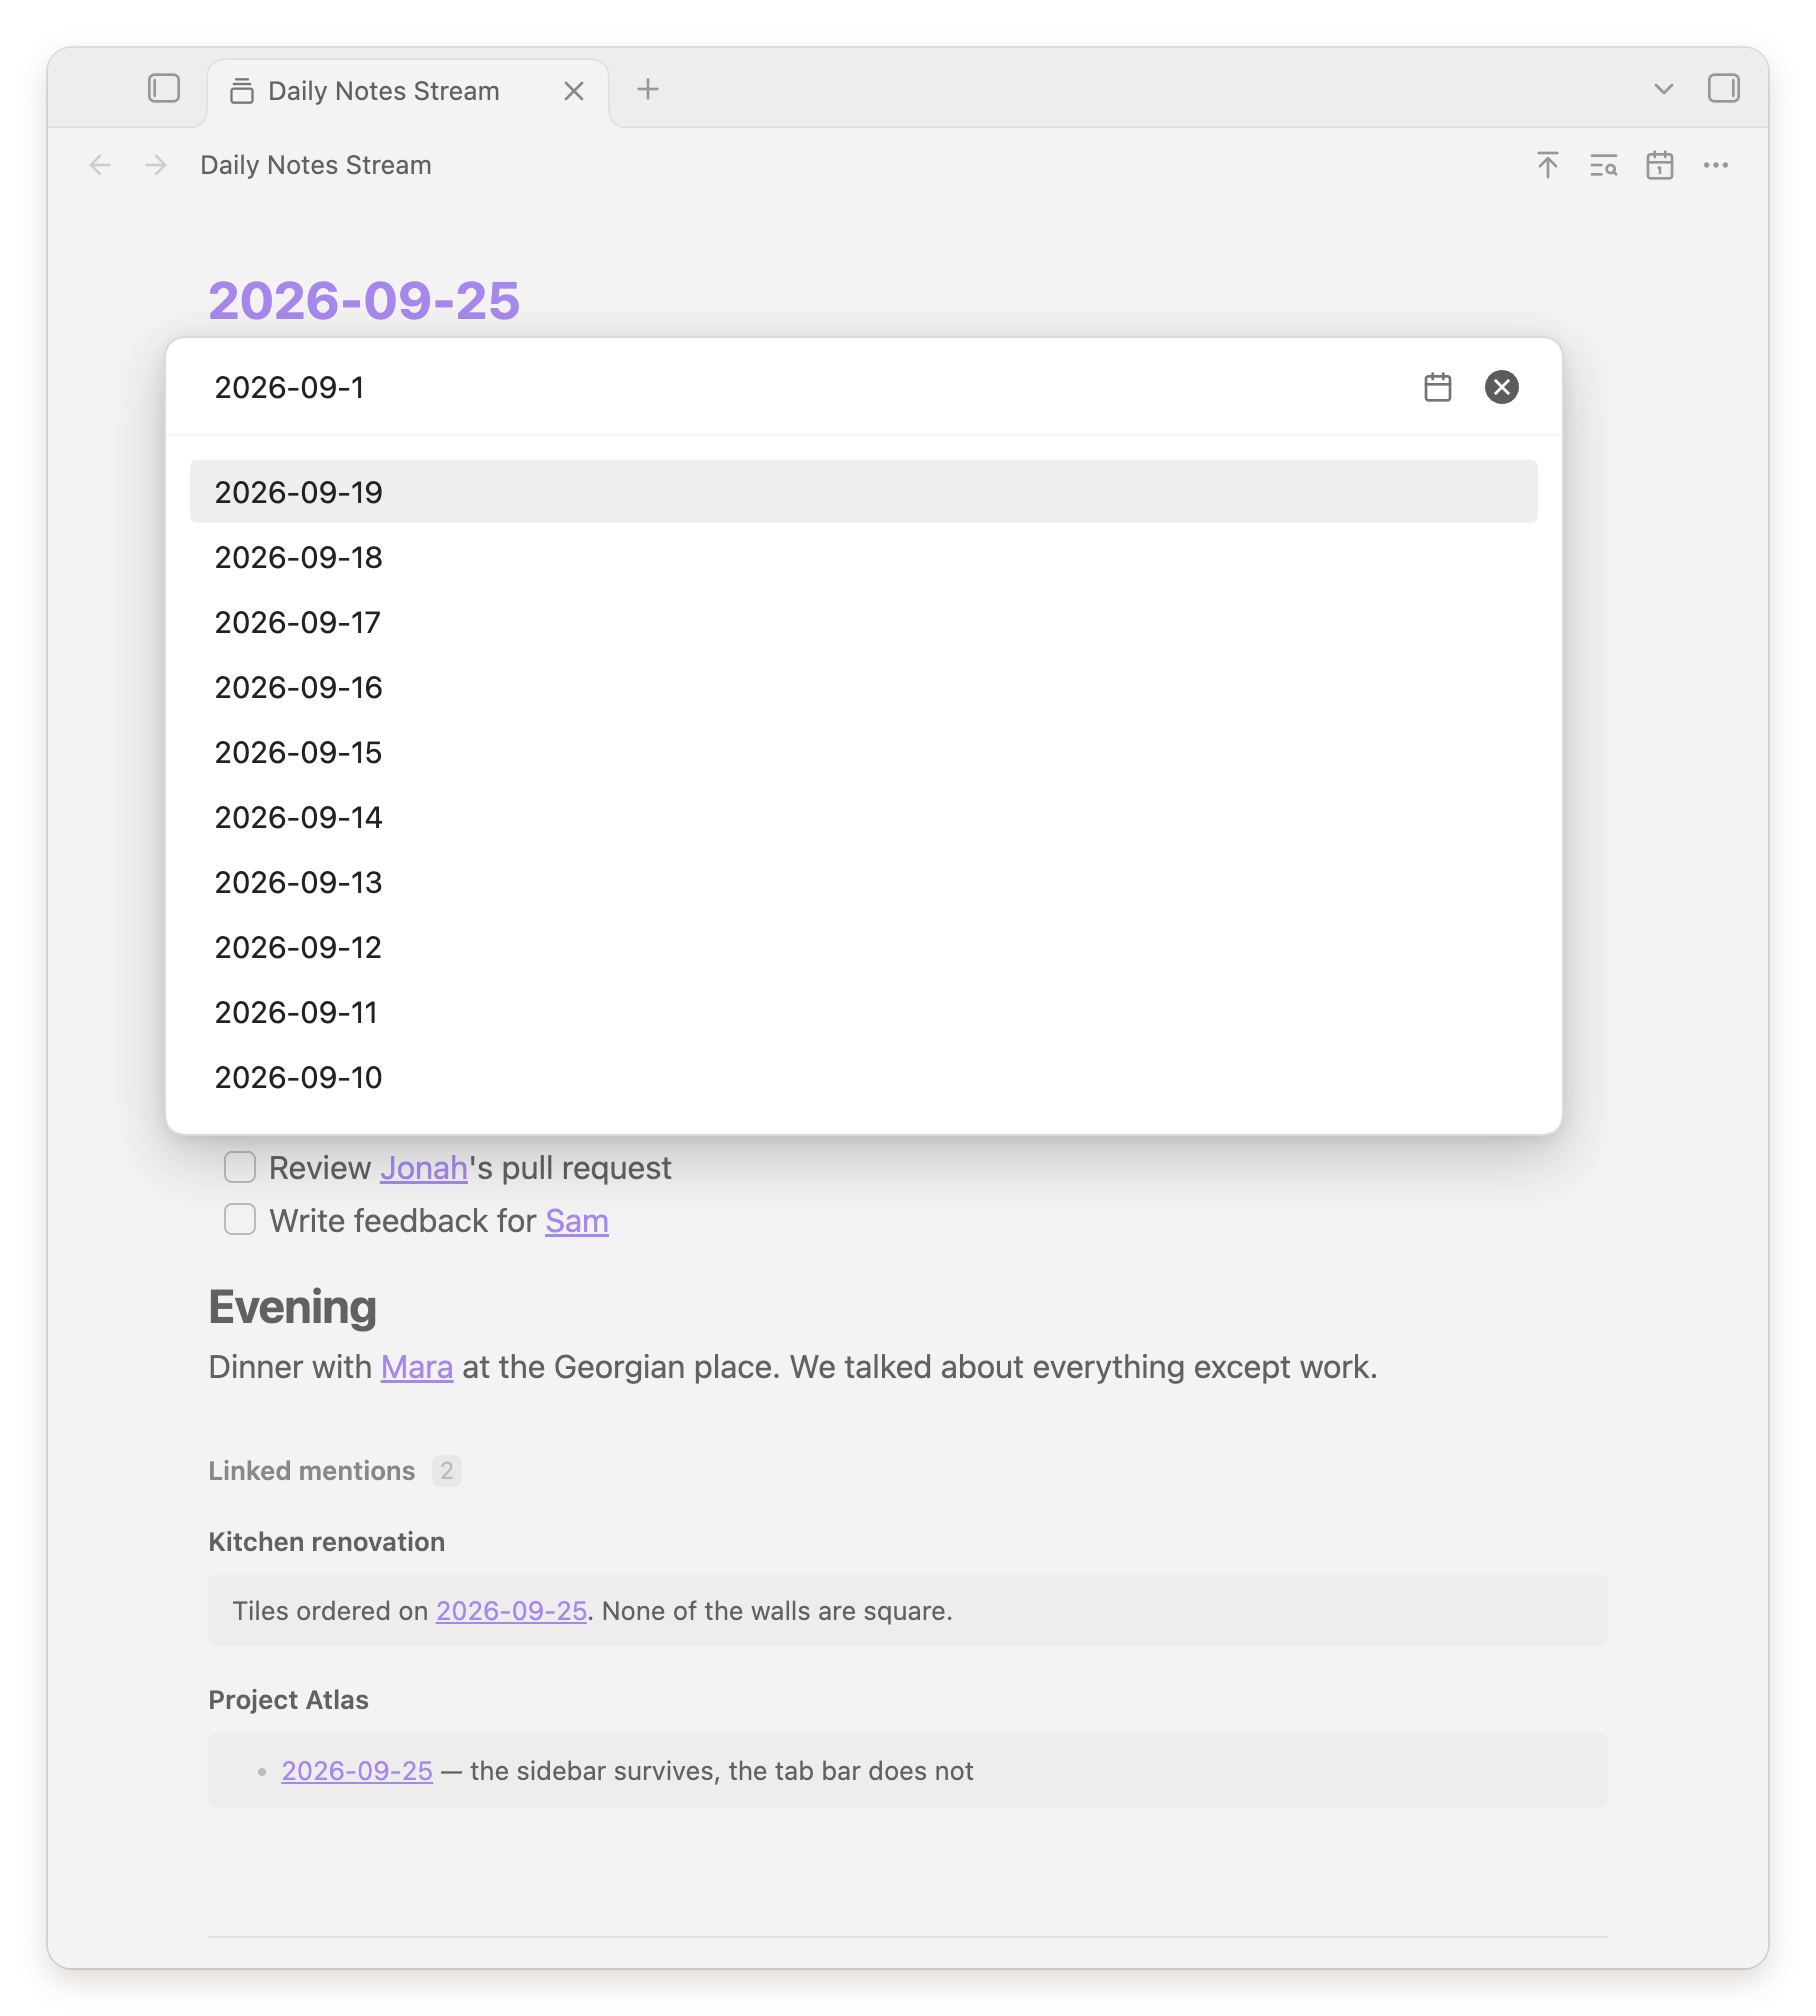 Daily Notes Stream
Daily Notes Stream
1
2026-09-25
2026-09-1
2026-09-19
2026-09-18
2026-09-17
2026-09-16
2026-09-15
2026-09-14
2026-09-13
2026-09-12
2026-09-11
2026-09-10
Review Jonah's pull request
Write feedback for Sam
Evening
Dinner with Mara at the Georgian place. We talked about everything except work.
Linked mentions 2
Kitchen renovation
Tiles ordered on 2026-09-25. None of the walls are square.
Project Atlas
• 2026-09-25 — the sidebar survives, the tab bar does not